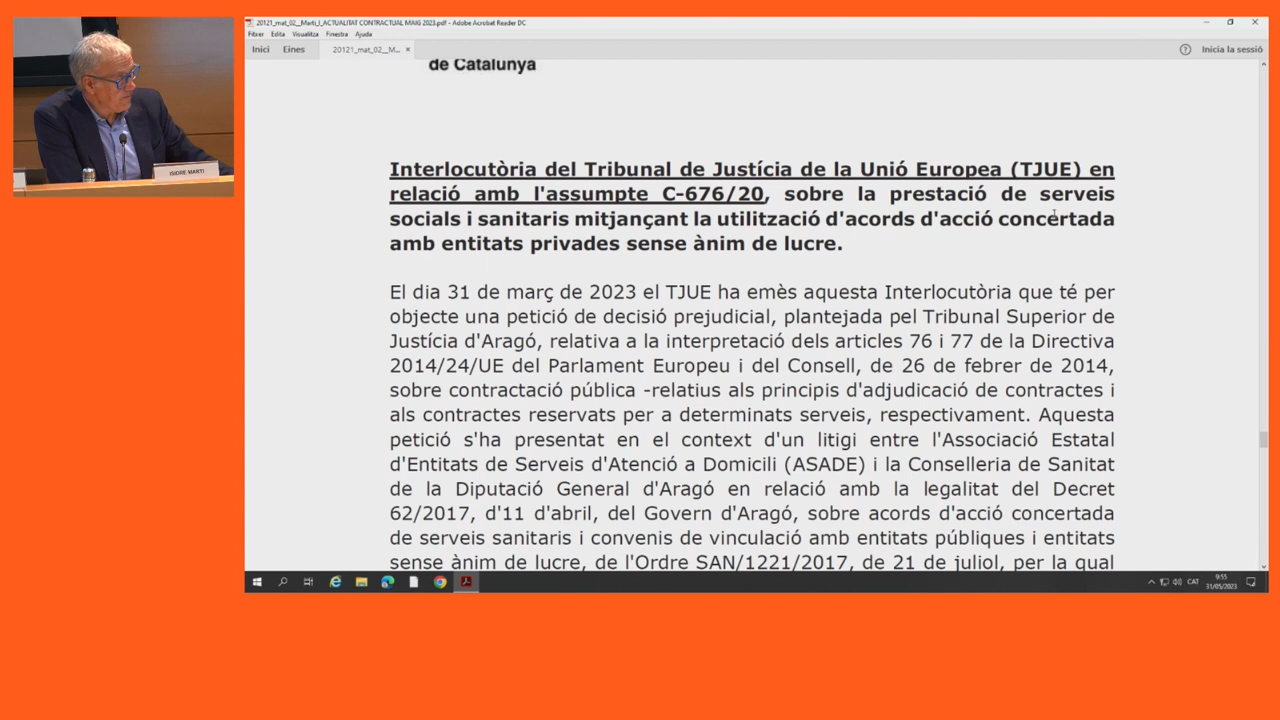 20121_mat_02__Marti_I_ACTUALITAT CONTRACTUAL MAIG 2023.pdf - Adobe Acrobat Reader DC
Fitxer Edita Visualitza Finestra Ajuda
Inici Eines 20121_mat_02__M... × Inicia la sessió
de Catalunya
Interlocutòria del Tribunal de Justícia de la Unió Europea (TJUE) en
relació amb l'assumpte C-676/20, sobre la prestació de serveis
socials i sanitaris mitjançant la utilització d'acords d'acció concertada
amb entitats privades sense ànim de lucre.
El dia 31 de març de 2023 el TJUE ha emès aquesta Interlocutòria que té per
objecte una petició de decisió prejudicial, plantejada pel Tribunal Superior de
Justícia d'Aragó, relativa a la interpretació dels articles 76 i 77 de la Directiva
2014/24/UE del Parlament Europeu i del Consell, de 26 de febrer de 2014,
sobre contractació pública -relatius als principis d'adjudicació de contractes i
als contractes reservats per a determinats serveis, respectivament. Aquesta
petició s'ha presentat en el context d'un litigi entre l'Associació Estatal
d'Entitats de Serveis d'Atenció a Domicili (ASADE) i la Conselleria de Sanitat
de la Diputació General d'Aragó en relació amb la legalitat del Decret
62/2017, d'11 d'abril, del Govern d'Aragó, sobre acords d'acció concertada
de serveis sanitaris i convenis de vinculació amb entitats públiques i entitats
sense ànim de lucre, de l'Ordre SAN/1221/2017, de 21 de juliol, per la qual
ISIDRE MARTI
CAT
9:55
31/05/2023